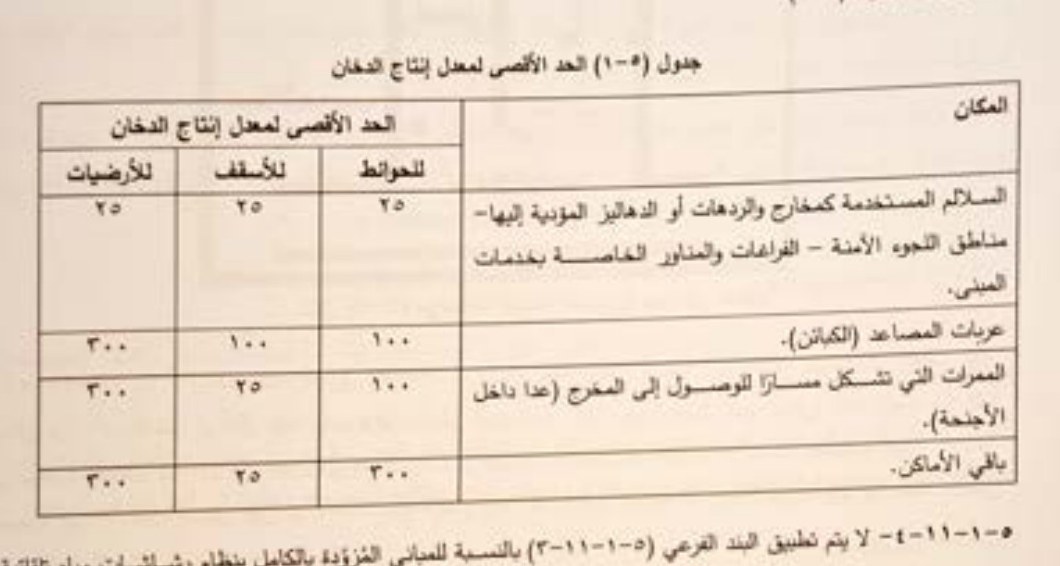 جدول (٥-١) الحد الأقصى لمعدل إنتاج الدخان
المكان
الحد الأقصى لمعدل إنتاج الدخان
للحوائط للأسقف للأرضيات
السلالم المستخدمة كمخارج والردهات أو الدهاليز المؤدية إليها- ٢٥ ٢٥ ٢٥
مناطق اللجوء الآمنة - الفراغات والمناور الخاصة بخدمات
المبنى.
عربات المصاعد (الكبائن). ١٠٠ ١٠٠ ٣٠٠
الممرات التي تشكل مسارًا للوصول إلى المخرج (عدا داخل ١٠٠ ٢٥ ٣٠٠
الأجنحة).
باقي الأماكن. ٣٠٠ ٢٥ ٣٠٠
٥-١-١١-٤- لا يتم تطبيق البند الفرعي (٥-١-١١-٣) بالنسبة للمباني المُزوَّدة بالكامل بنظام